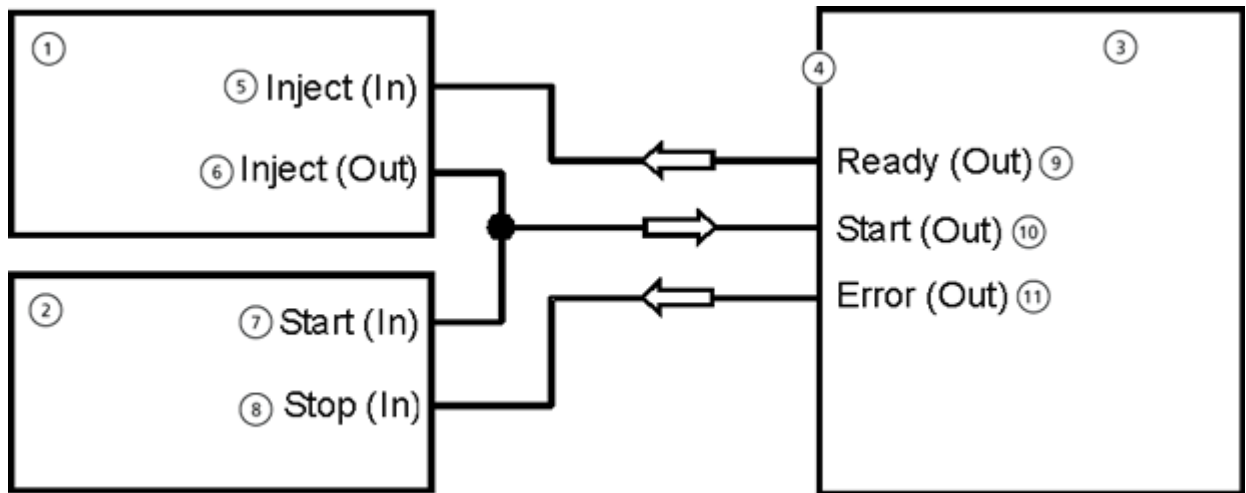 ①
⑤ Inject (In)
⑥ Inject (Out)
②
⑦ Start (In)
⑧ Stop (In)
③
④
Ready (Out) ⑨
Start (Out) ⑩
Error (Out) ⑪